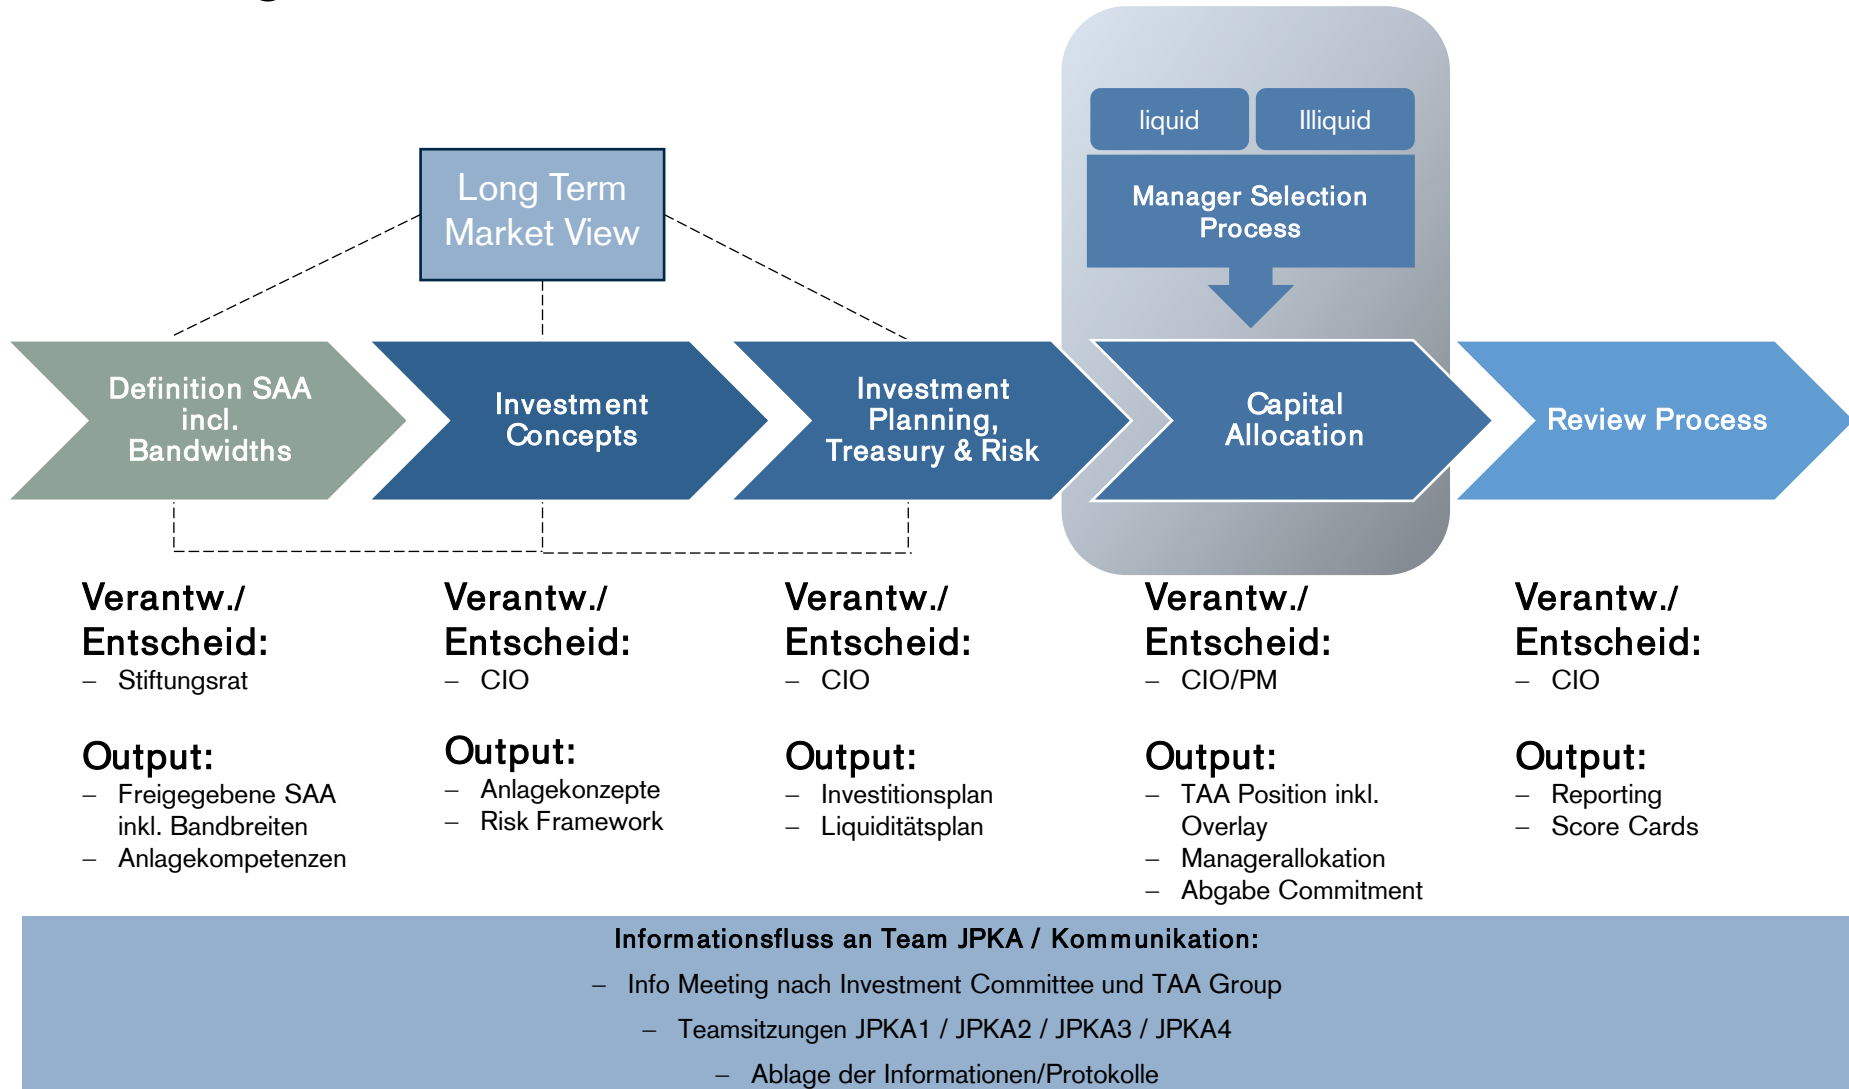 liquid
Illiquid
Manager Selection
Process
Long Term
Market View
Definition SAA
incl.
Bandwidths
Investment
Concepts
Investment
Planning,
Treasury & Risk
Capital
Allocation
Review Process
Verantw./
Entscheid:
– Stiftungsrat
Output:
– Freigegebene SAA
inkl. Bandbreiten
– Anlagekompetenzen
Verantw./
Entscheid:
– CIO
Output:
– Anlagekonzepte
– Risk Framework
Verantw./
Entscheid:
– CIO
Output:
– Investitionsplan
– Liquiditätsplan
Verantw./
Entscheid:
– CIO/PM
Output:
– TAA Position inkl.
Overlay
– Managerallokation
– Abgabe Commitment
Verantw./
Entscheid:
– CIO
Output:
– Reporting
– Score Cards
Informationsfluss an Team JPKA / Kommunikation:
– Info Meeting nach Investment Committee und TAA Group
– Teamsitzungen JPKA1 / JPKA2 / JPKA3 / JPKA4
– Ablage der Informationen/Protokolle